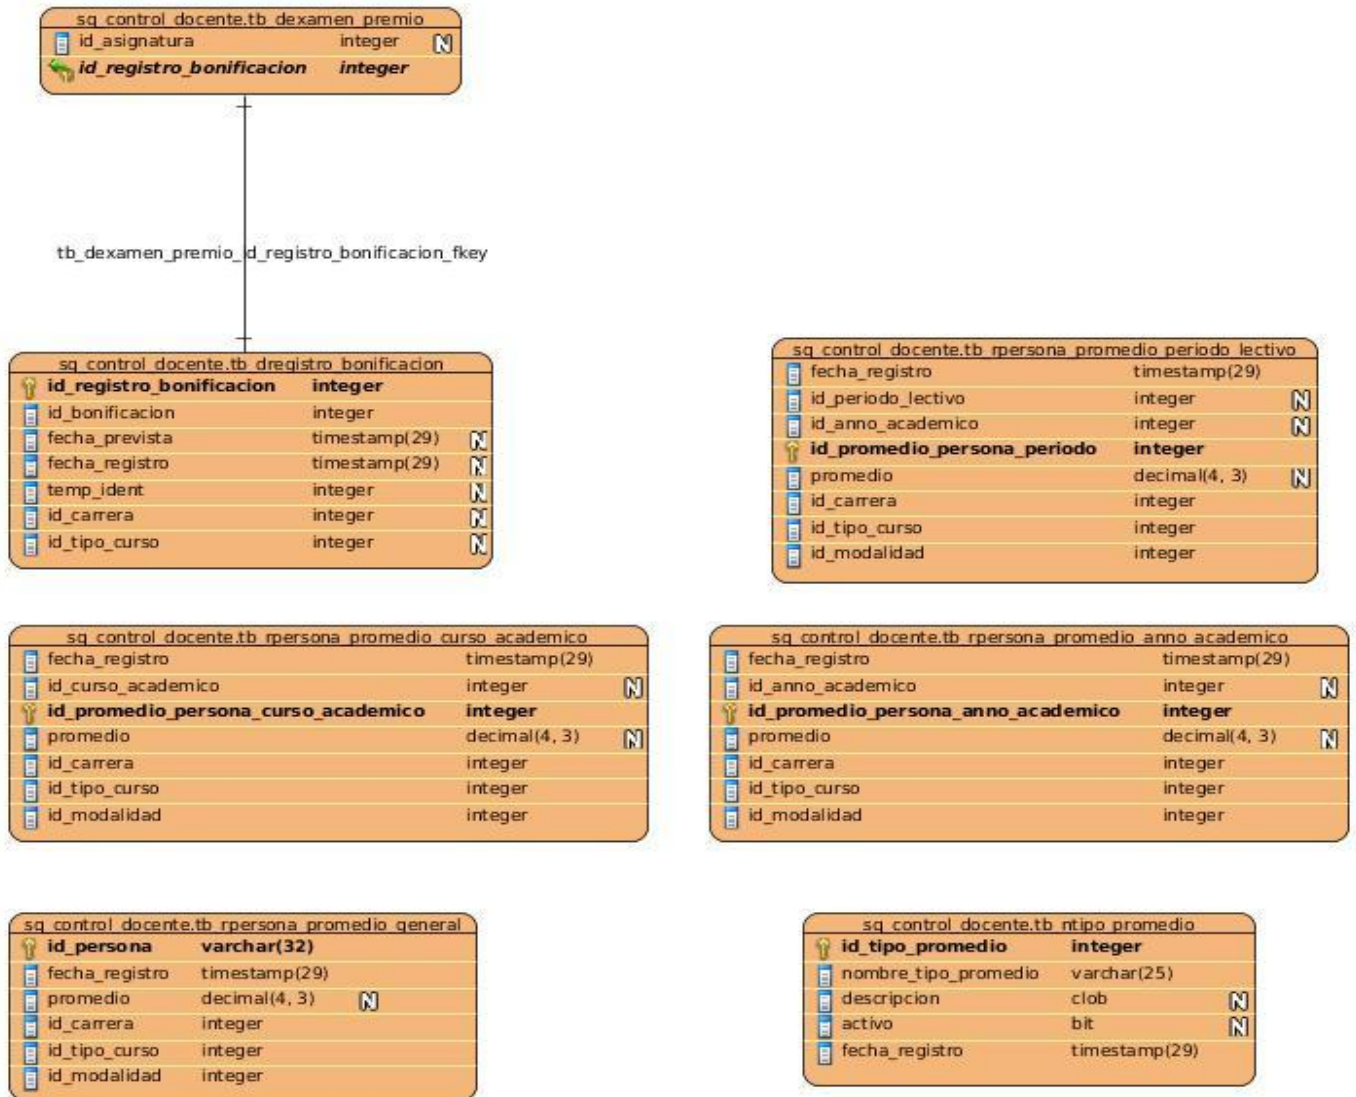 sq_control_docente.tb_dexamen_premio
id_asignatura integer N
id_registro_bonificacion integer
tb_dexamen_premio_id_registro_bonificacion_fkey
sq_control_docente.tb_dregistro_bonificacion
id_registro_bonificacion integer
id_bonificacion integer
fecha_prevista timestamp(29) N
fecha_registro timestamp(29) N
temp_ident integer N
id_carrera integer N
id_tipo_curso integer N
sq_control_docente.tb_rpersona_promedio_periodo_lectivo
fecha_registro timestamp(29)
id_periodo_lectivo integer N
id_anno_academico integer N
id_promedio_persona_periodo integer
promedio decimal(4, 3) N
id_carrera integer
id_tipo_curso integer
id_modalidad integer
sq_control_docente.tb_rpersona_promedio_curso_academico
fecha_registro timestamp(29)
id_curso_academico integer N
id_promedio_persona_curso_academico integer
promedio decimal(4, 3) N
id_carrera integer
id_tipo_curso integer
id_modalidad integer
sq_control_docente.tb_rpersona_promedio_anno_academico
fecha_registro timestamp(29)
id_anno_academico integer N
id_promedio_persona_anno_academico integer
promedio decimal(4, 3) N
id_carrera integer
id_tipo_curso integer
id_modalidad integer
sq_control_docente.tb_rpersona_promedio_general
id_persona varchar(32)
fecha_registro timestamp(29)
promedio decimal(4, 3) N
id_carrera integer
id_tipo_curso integer
id_modalidad integer
sq_control_docente.tb_ntipo_promedio
id_tipo_promedio integer
nombre_tipo_promedio varchar(25)
descripcion clob N
activo bit N
fecha_registro timestamp(29)